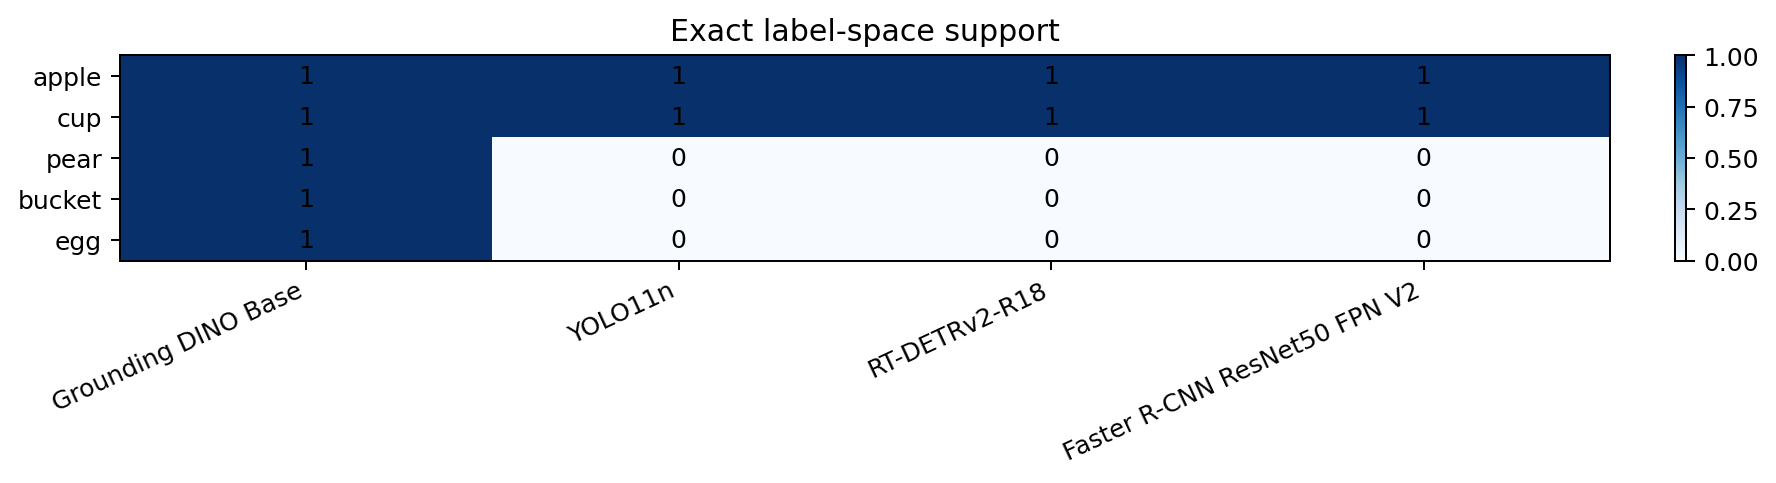 Exact label-space support
apple 1 1 1 1 1.00
cup 1 1 1 1 0.75
pear 1 0 0 0 0.50
bucket 1 0 0 0 0.25
egg 1 0 0 0 0.00
Grounding DINO Base
YOLO11n
RT-DETRv2-R18
Faster R-CNN ResNet50 FPN V2